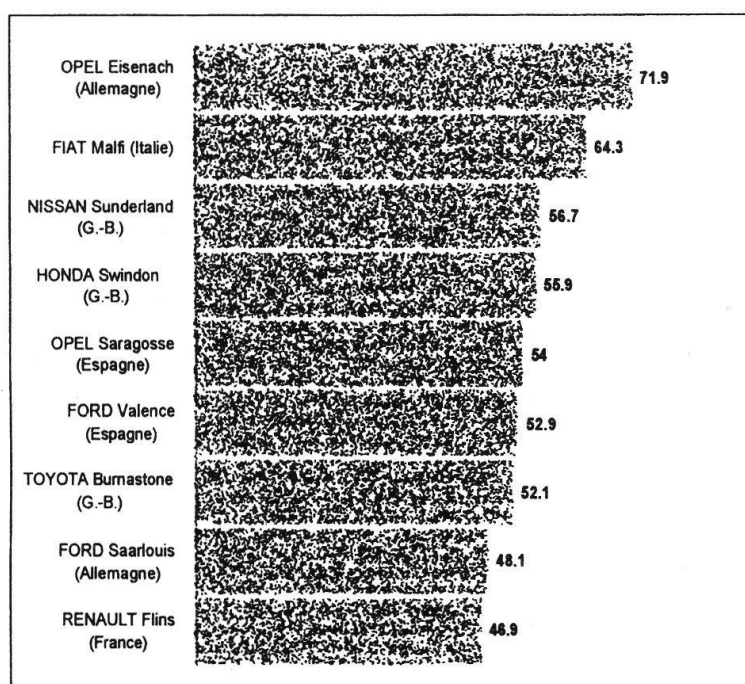 OPEL Eisenach
(Allemagne)
71.9
FIAT Malfi (Italie)
64.3
NISSAN Sunderland
(G.-B.)
56.7
HONDA Swindon
(G.-B.)
55.9
OPEL Saragosse
(Espagne)
54
FORD Valence
(Espagne)
52.9
TOYOTA Burnastone
(G.-B.)
52.1
FORD Saarlouis
(Allemagne)
48.1
RENAULT Flins
(France)
46.9